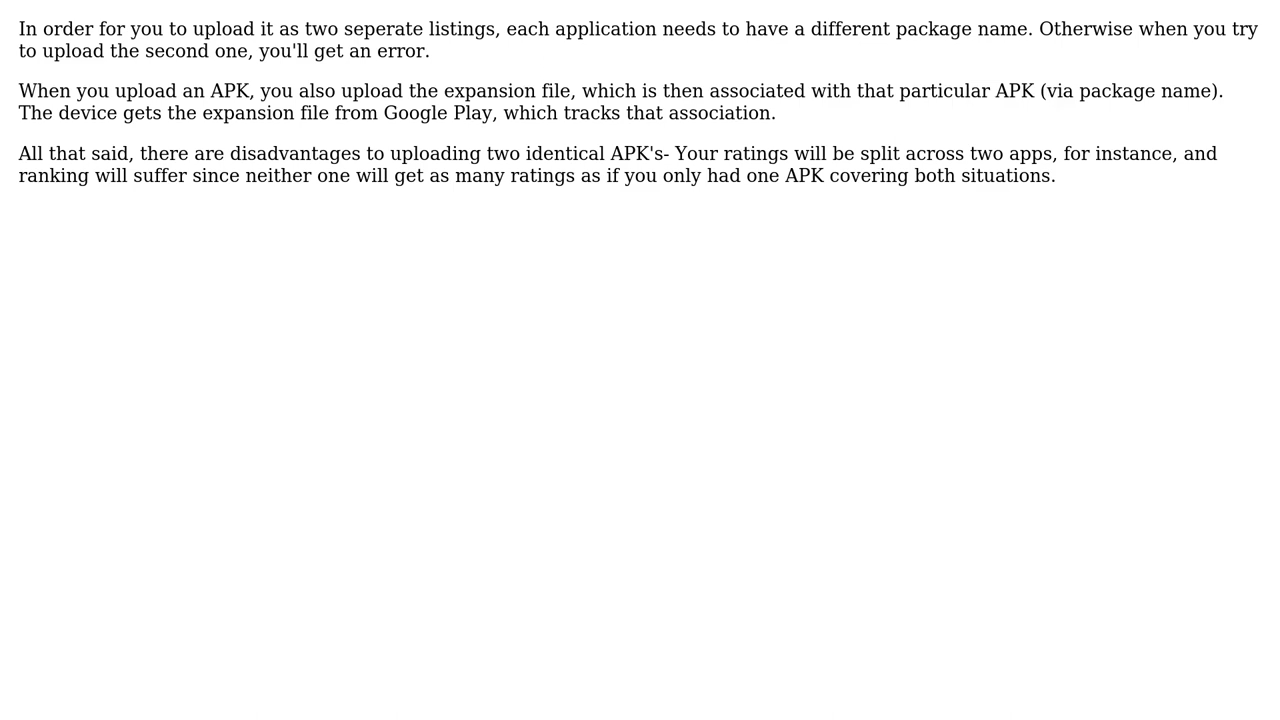 In order for you to upload it as two seperate listings, each application needs to have a different package name. Otherwise when you try
to upload the second one, you'll get an error.
When you upload an APK, you also upload the expansion file, which is then associated with that particular APK (via package name).
The device gets the expansion file from Google Play, which tracks that association.
All that said, there are disadvantages to uploading two identical APK's- Your ratings will be split across two apps, for instance, and
ranking will suffer since neither one will get as many ratings as if you only had one APK covering both situations.